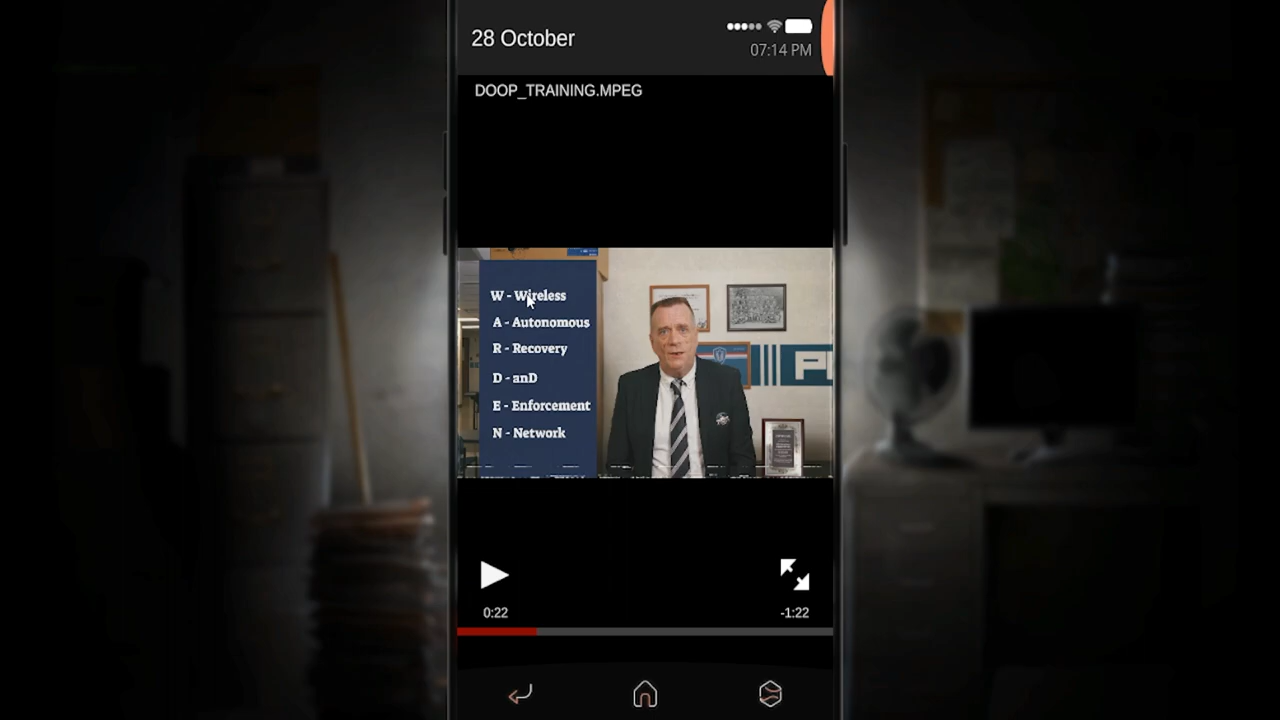 28 October
07:14 PM
DOOP_TRAINING.MPEG
W - Wireless
A - Autonomous
R - Recovery
D - anD
E - Enforcement
N - Network
0:22
-1:22